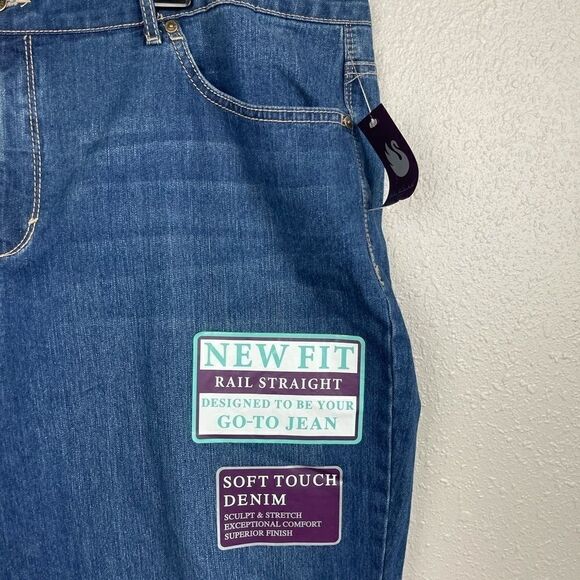 NEW FIT
RAIL STRAIGHT
DESIGNED TO BE YOUR
GO-TO JEAN
SOFT TOUCH
DENIM
SCULPT & STRETCH
EXCEPTIONAL COMFORT
SUPERIOR FINISH